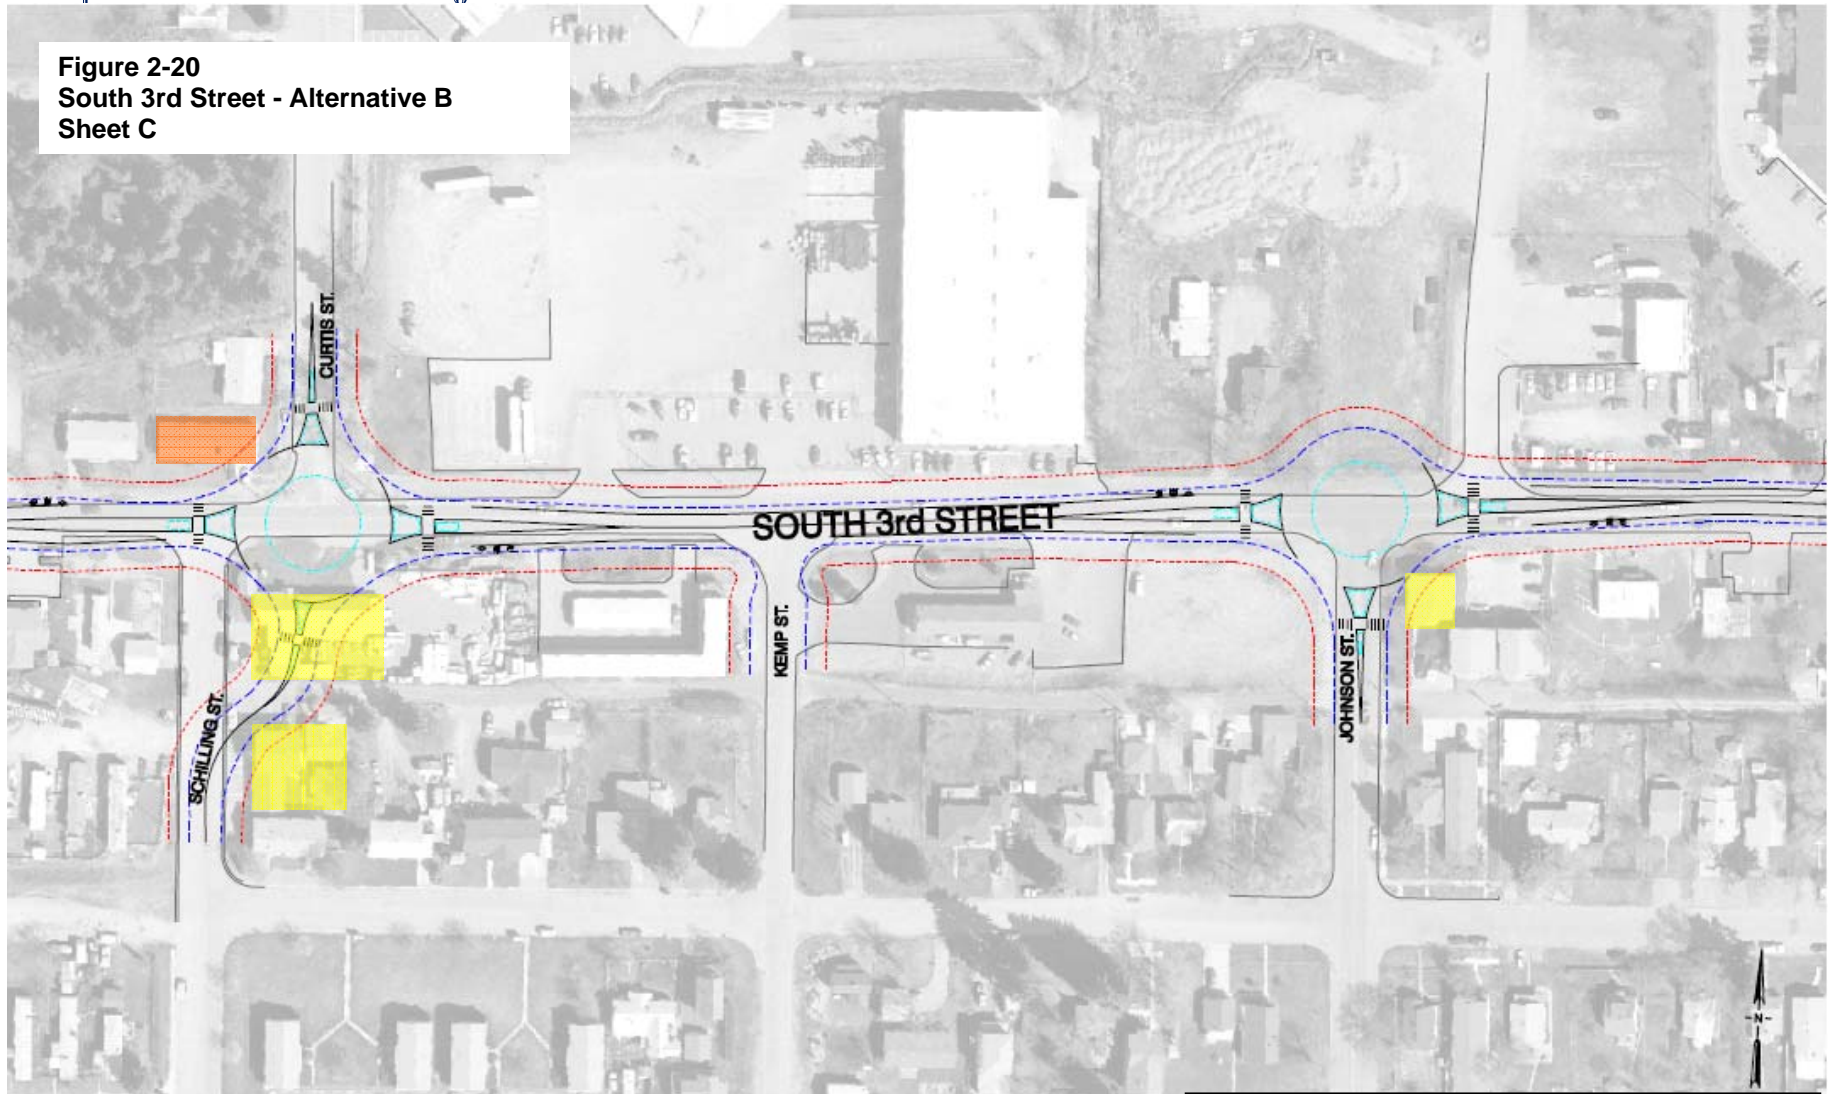 Figure 2-20
South 3rd Street - Alternative B
Sheet C
CURTIS ST.
SOUTH 3rd STREET
KEMP ST.
JOHNSON ST.
SCHILLING ST.
N